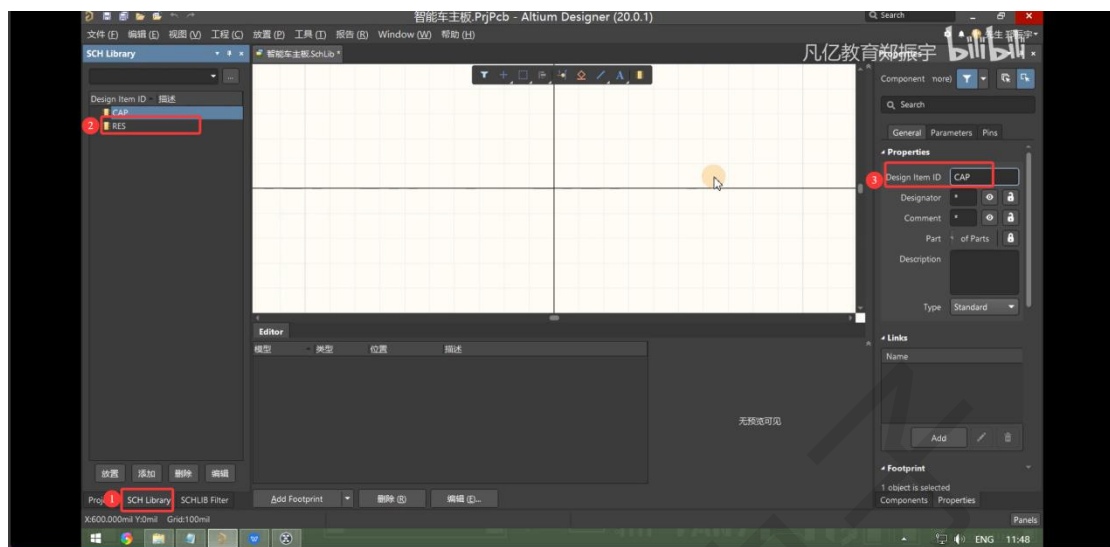 智能车主板.PrjPcb - Altium Designer (20.0.1)
Search
文件 (F) 编辑 (E) 视图 (V) 工程 (C) 放置 (P) 工具 (T) 报告 (R) Window (W) 帮助 (H)
SCH Library
智能车主板.SchLib *
凡亿教育郑振宇
bilibili
Properties
Component
Design Item ID 描述
CAP
2 RES
Search
General Parameters Pins
Properties
3 Design Item ID CAP
Designator *
Comment *
Part of Parts
Description
Type Standard
Links
Name
Add
Footprint
1 object is selected
Components Properties
Editor
模型 类型 位置 描述
无预览可见
放置 添加 删除 编辑
1 SCH Library SCHLIB Filter
Add Footprint 删除 (R) 编辑 (E)...
X:600.000mil Y:0mil Grid:100mil
Panels
ENG 11:48